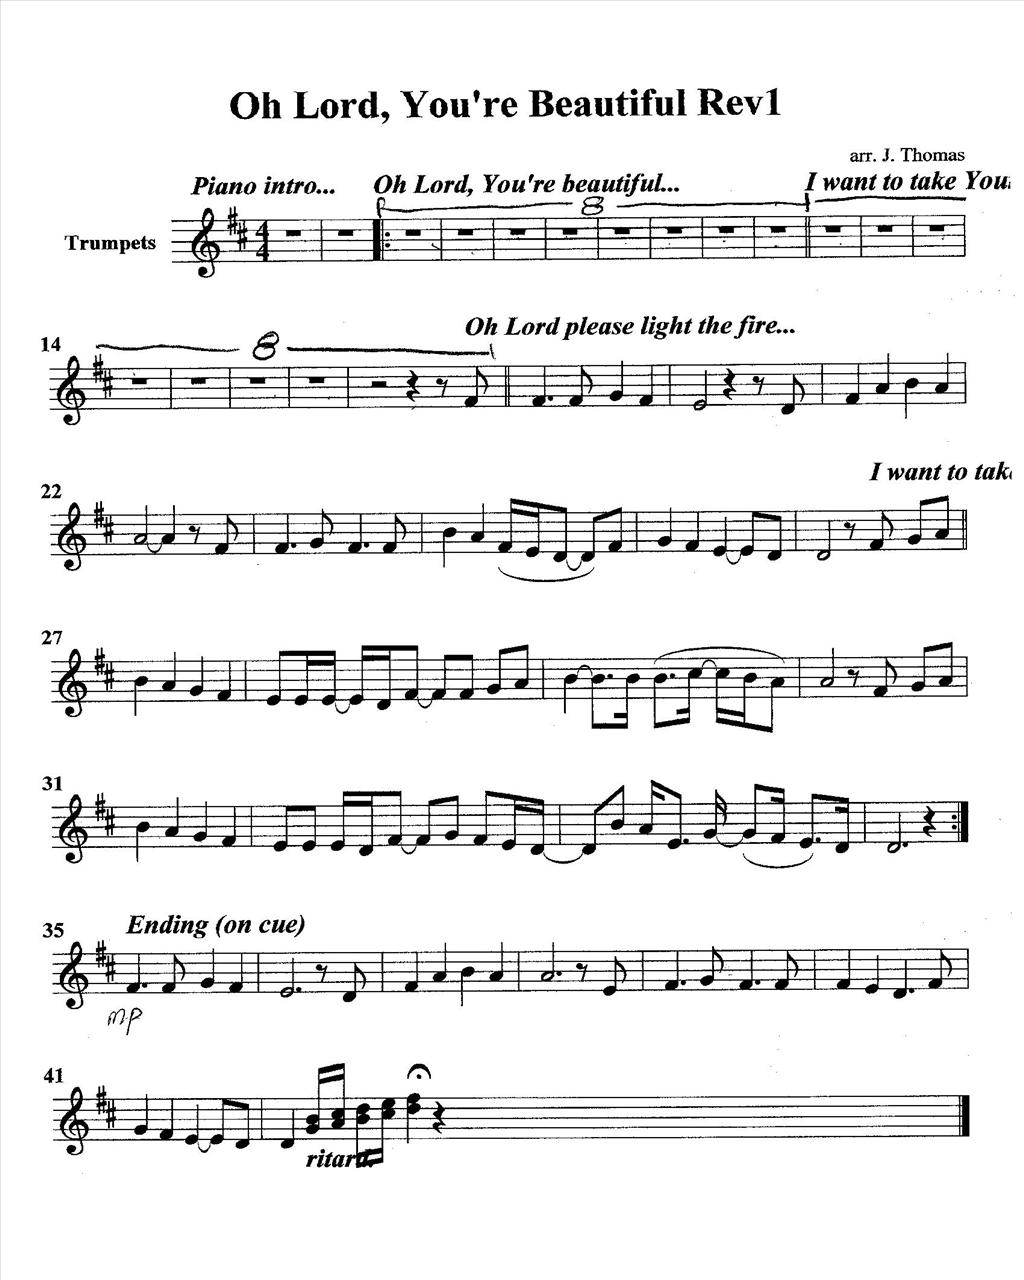 Oh Lord, You're Beautiful Rev1
arr. J. Thomas
Piano intro... Oh Lord, You're beautiful... I want to take You
8
Trumpets
4
4
Oh Lord please light the fire...
14
8
I want to tak
22
27
31
Ending (on cue)
35
mp
41
ritard.